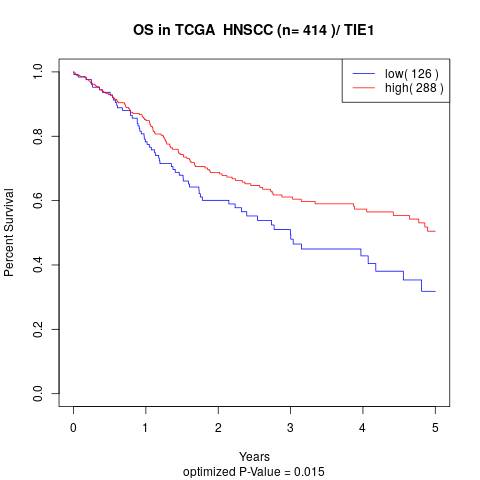 OS in TCGA  HNSCC (n= 414 )/ TIE1
low( 126 )
high( 288 )
Percent Survival
1.0
0.8
0.6
0.4
0.2
0.0
0 1 2 3 4 5
Years
optimized P-Value = 0.015